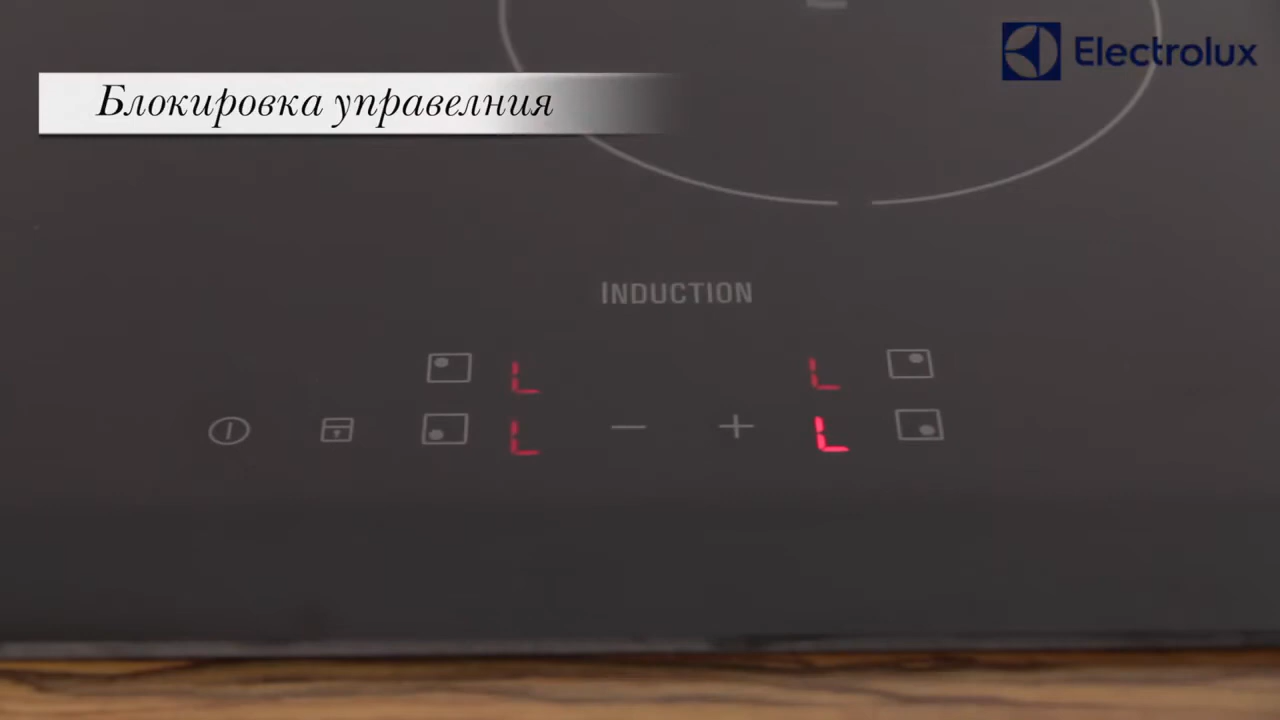 Electrolux
Блокировка управелния
INDUCTION
L L
L − + L